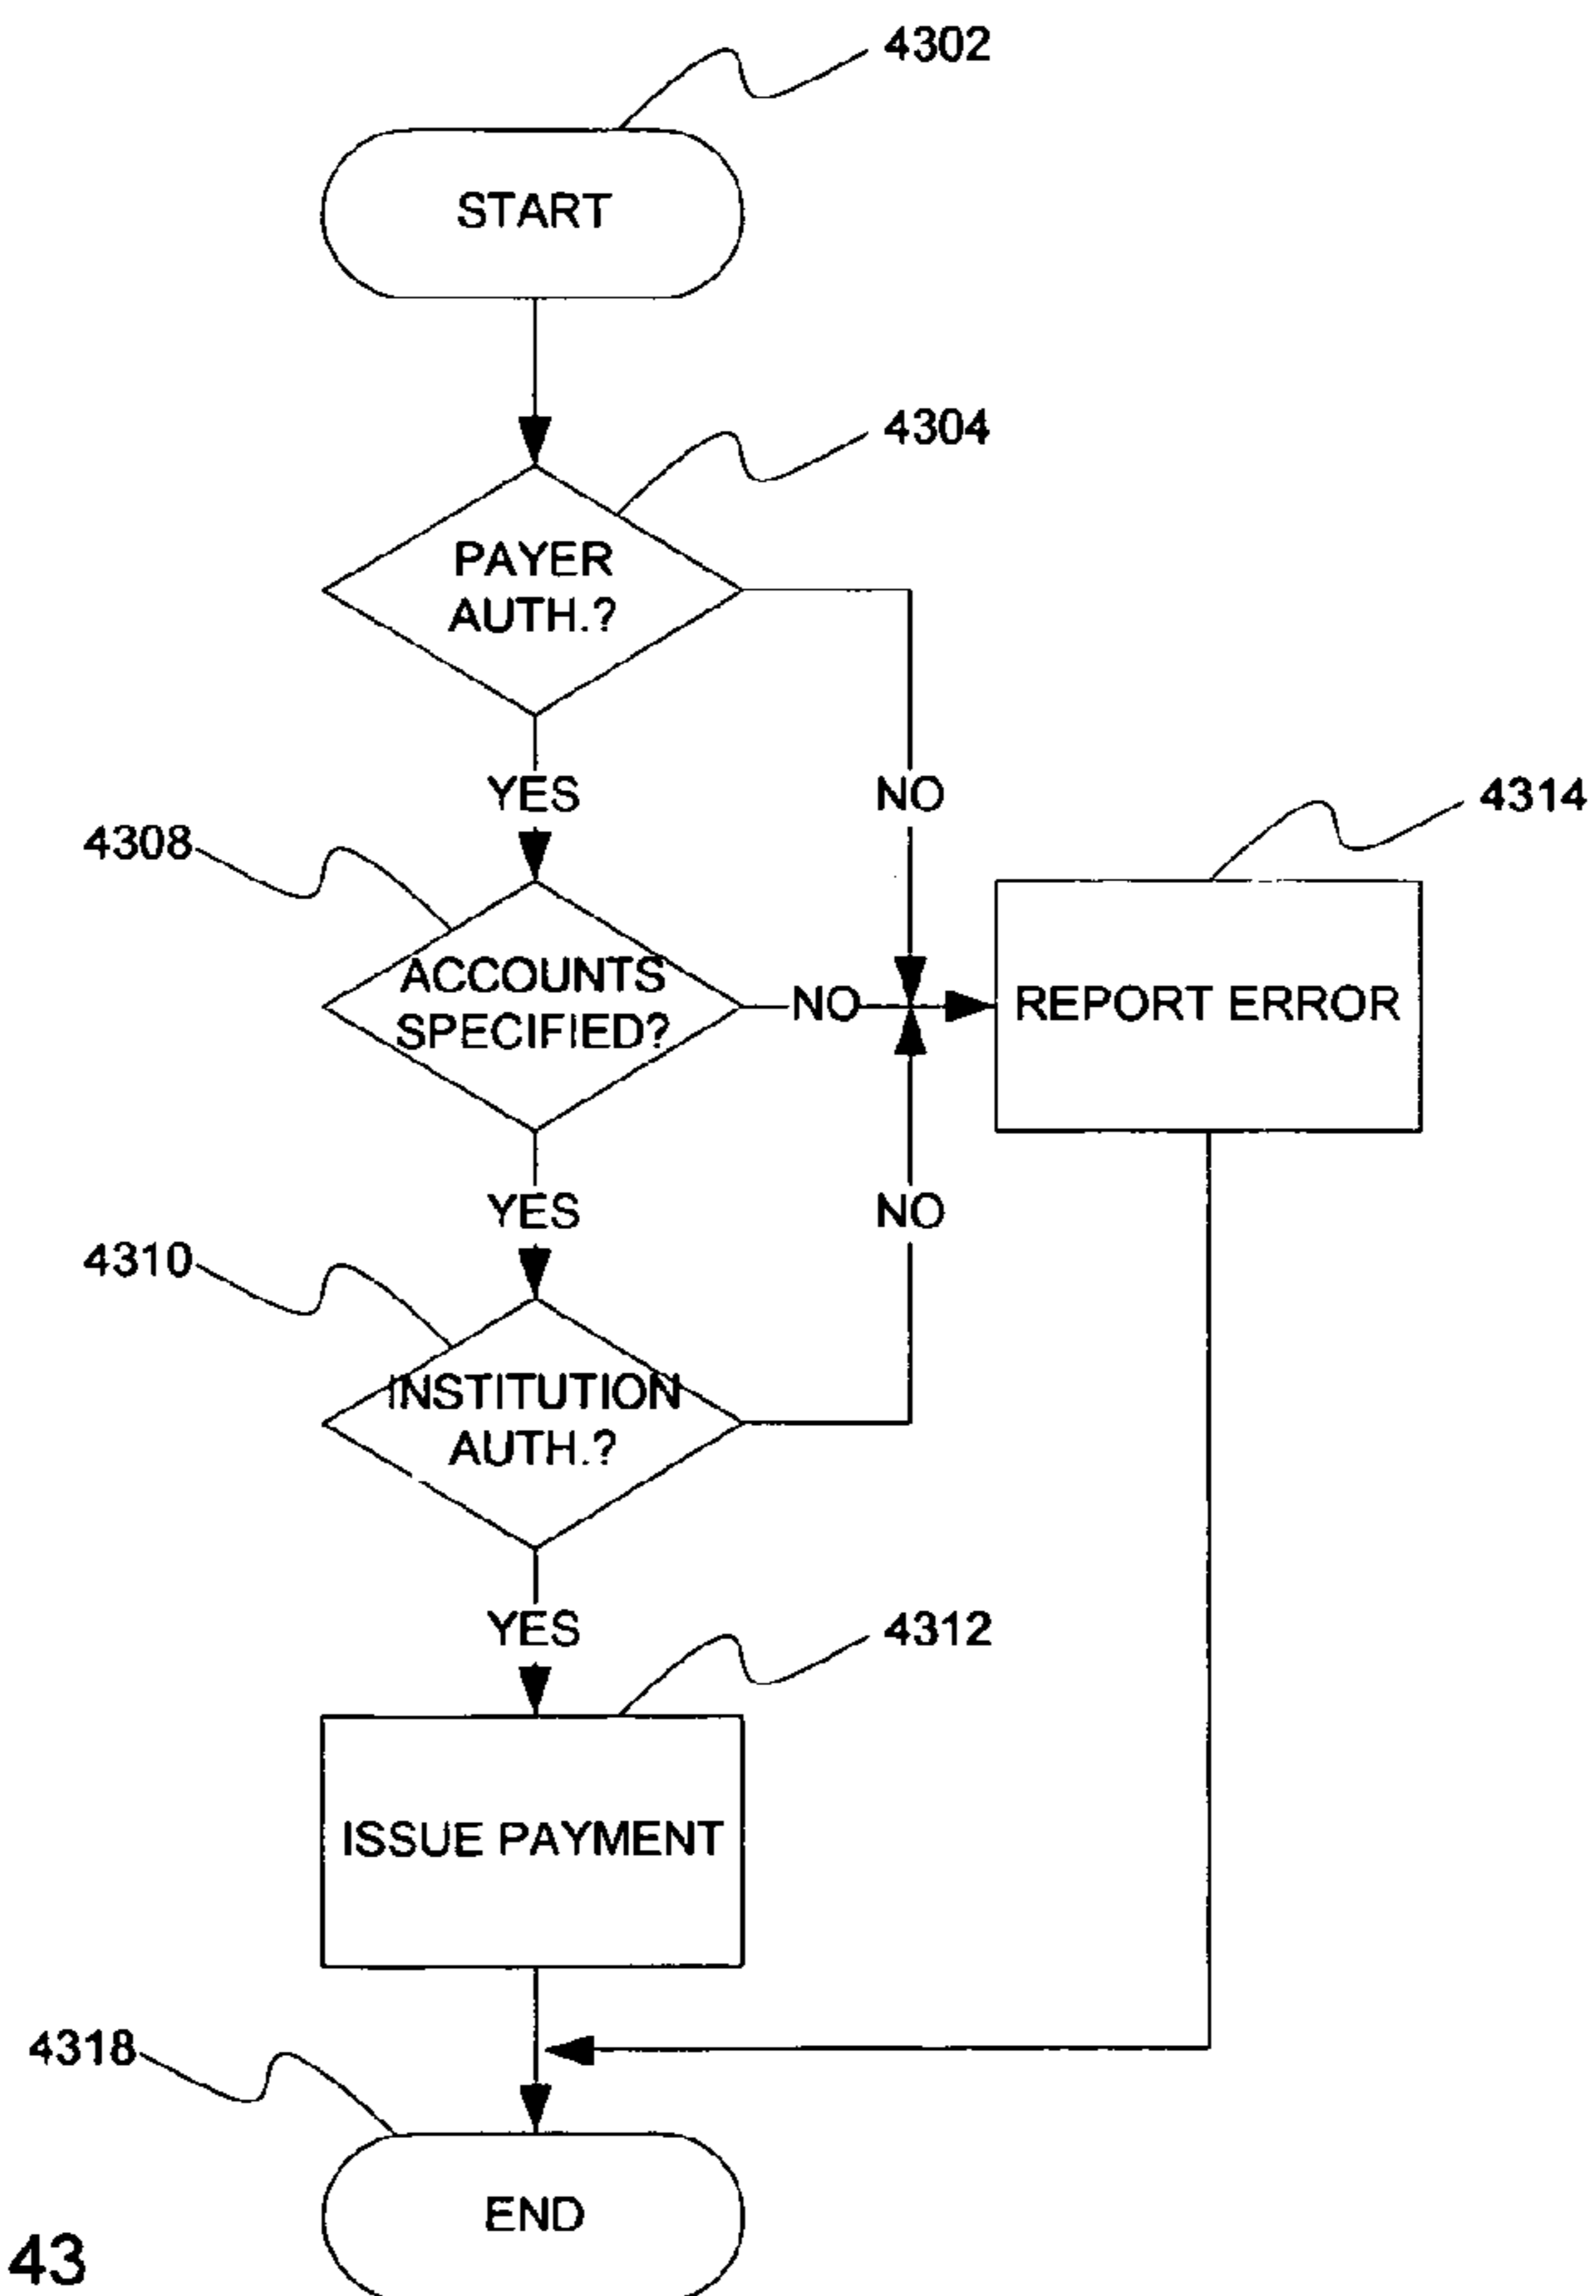 4302
START
4304
PAYER
AUTH.?
YES
NO
4314
4308
ACCOUNTS
SPECIFIED?
NO
REPORT ERROR
YES
NO
4310
INSTITUTION
AUTH.?
YES
4312
ISSUE PAYMENT
4318
END
43